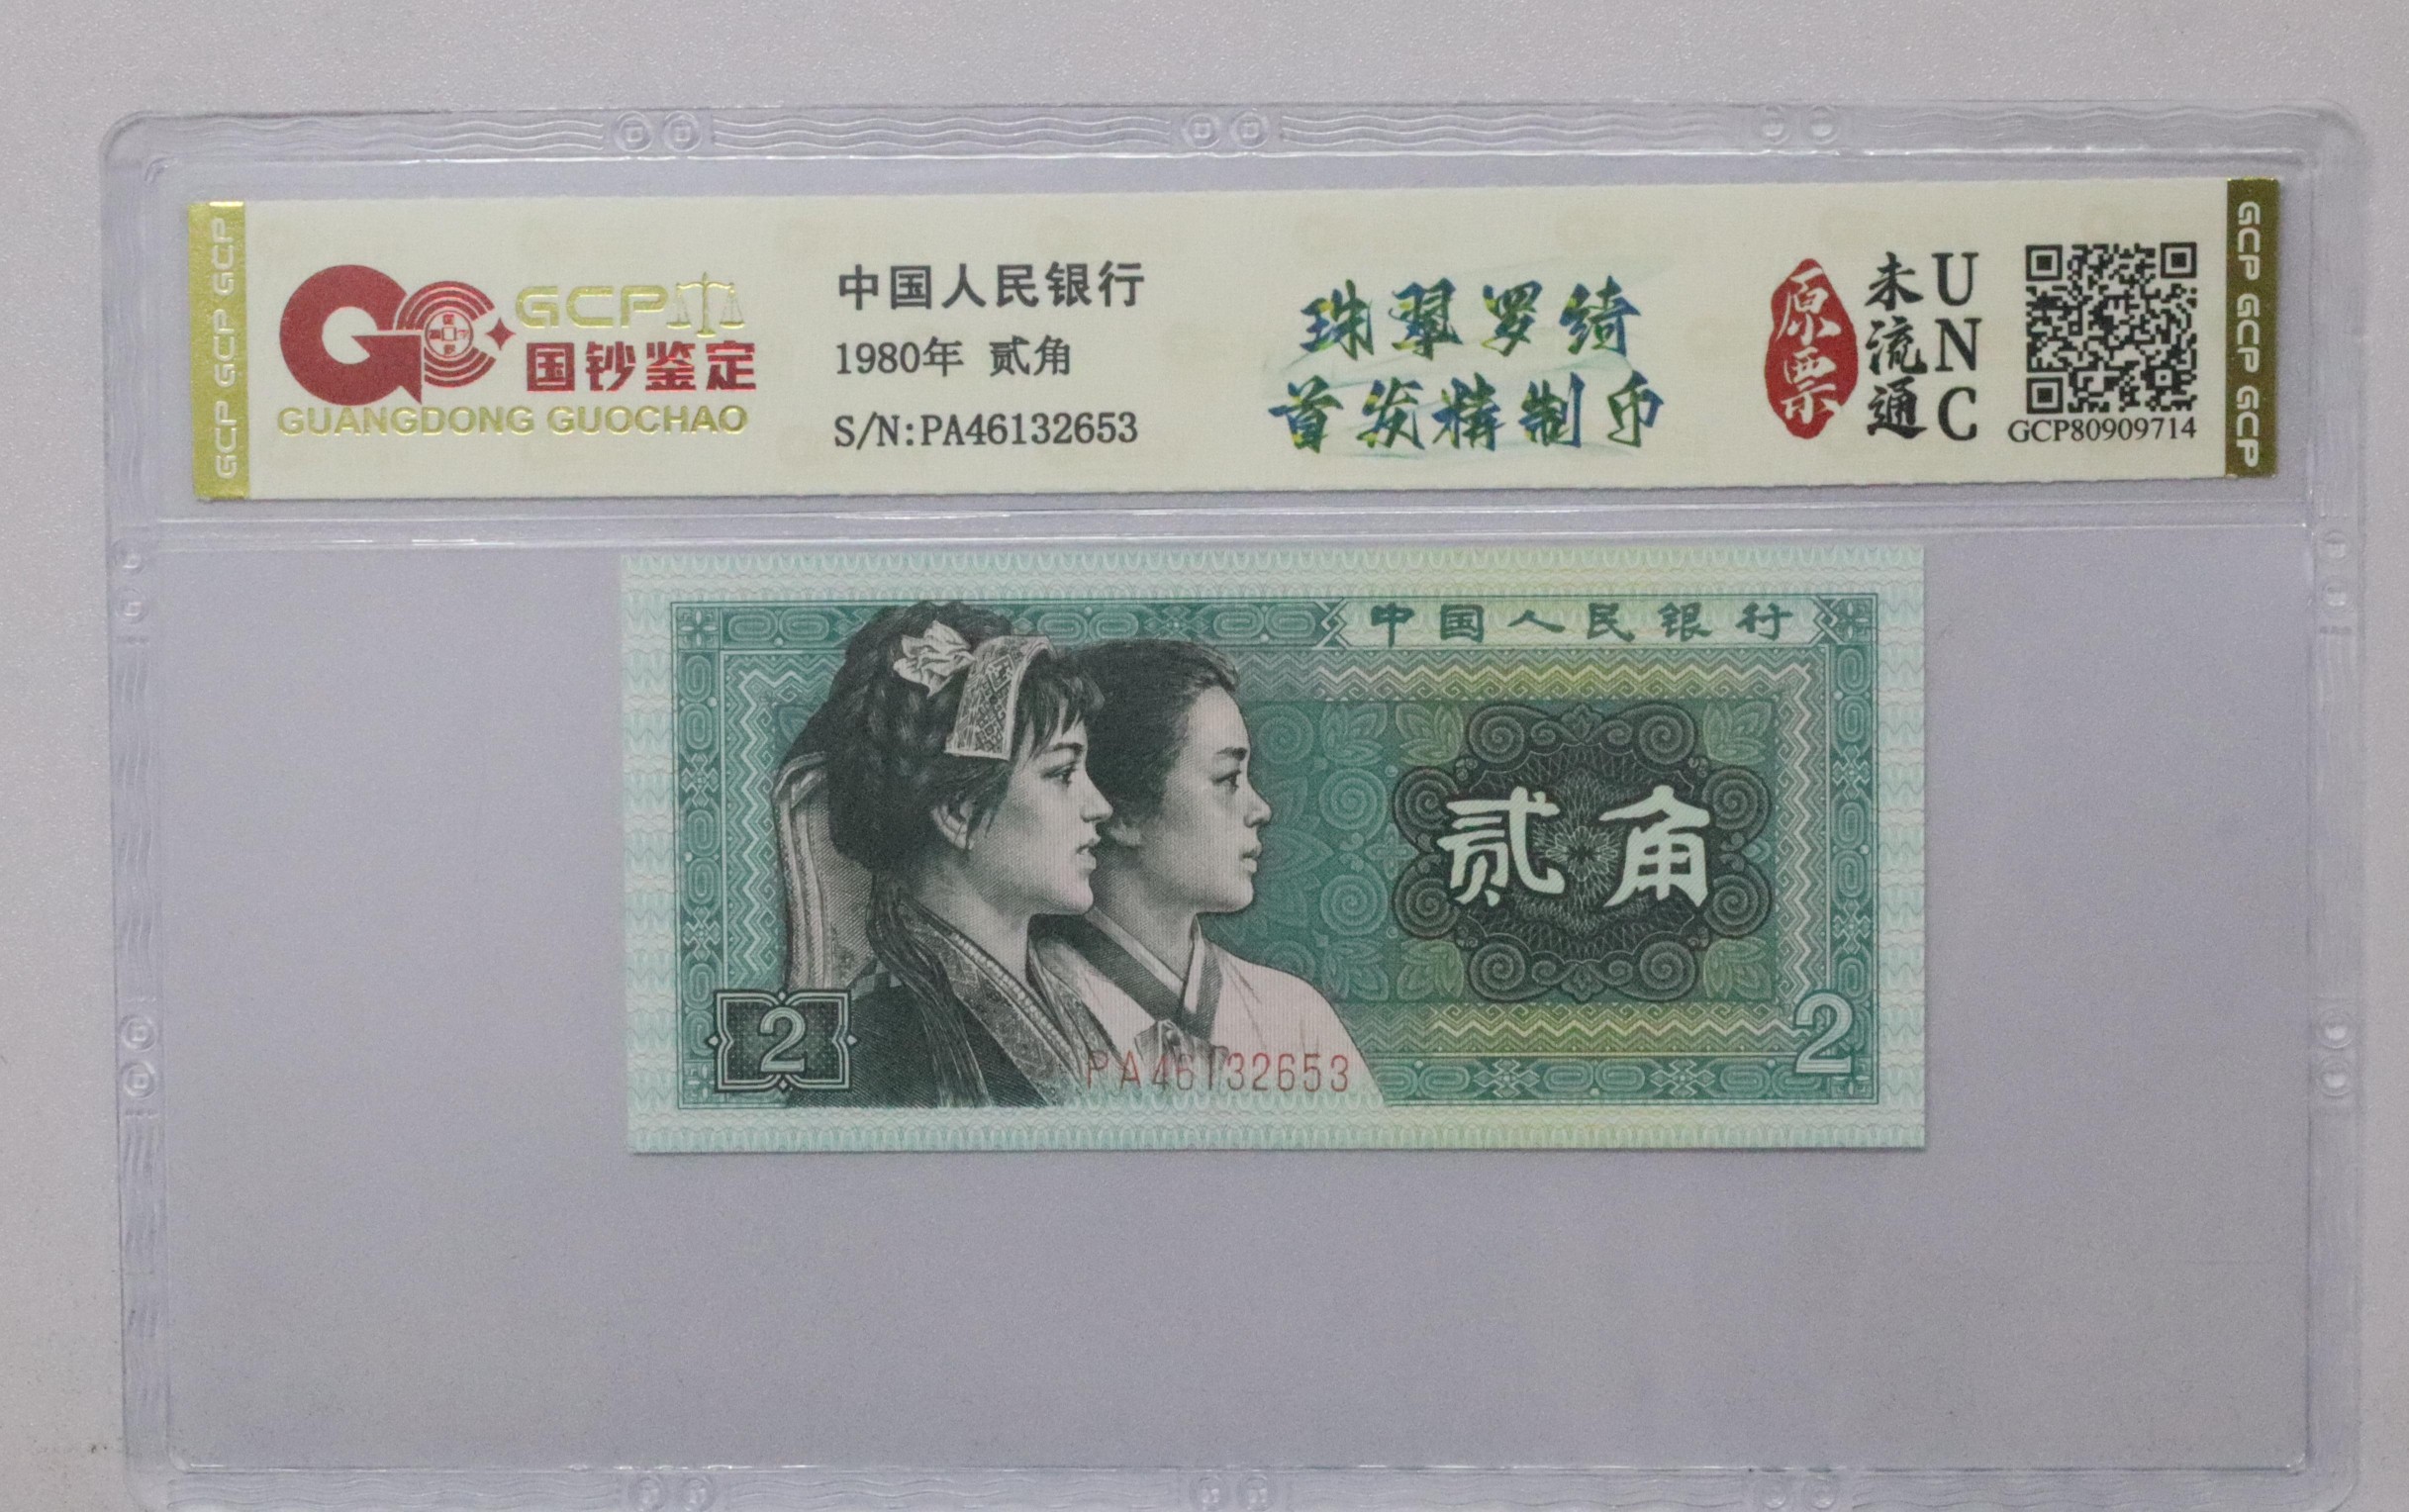 GCP GCP GCP
GCP
国钞鉴定
GUANGDONG GUOCHAO
中国人民银行
1980年 贰角
S/N:PA46132653
珠翠罗绮
首发精制币
原票
未流通
UNC
GCP80909714
GCP GCP GCP
中国人民银行
贰角
2
2
PA46132653